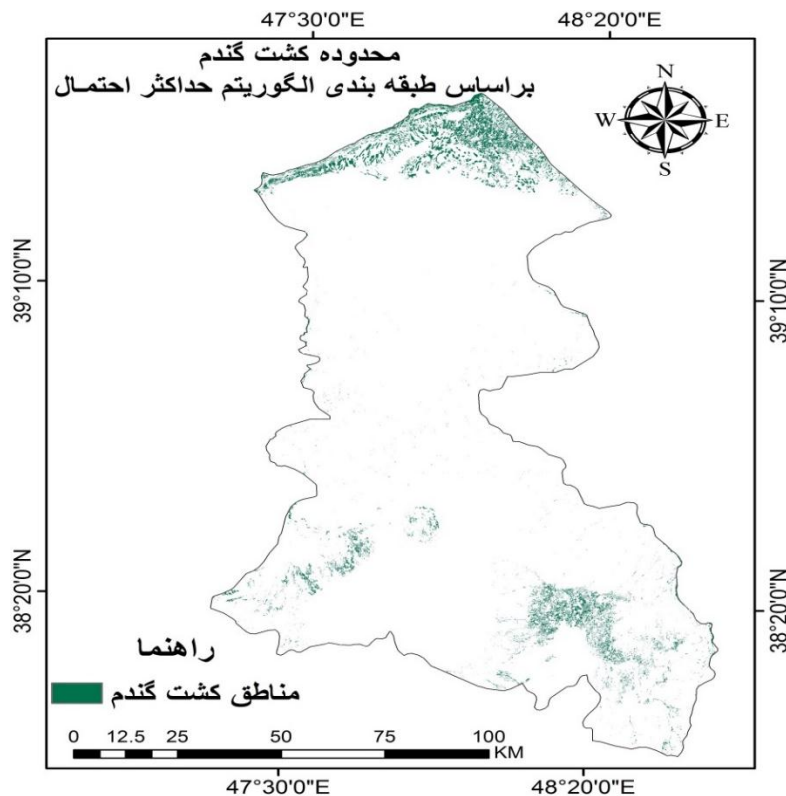 47°30'0"E 48°20'0"E
محدوده کشت گندم
براساس طبقه بندی الگوریتم حداکثر احتمال
N
W E
S
39°10'0"N 39°10'0"N
38°20'0"N 38°20'0"N
راهنما
مناطق کشت گندم
0 12.5 25 50 75 100
KM
47°30'0"E 48°20'0"E